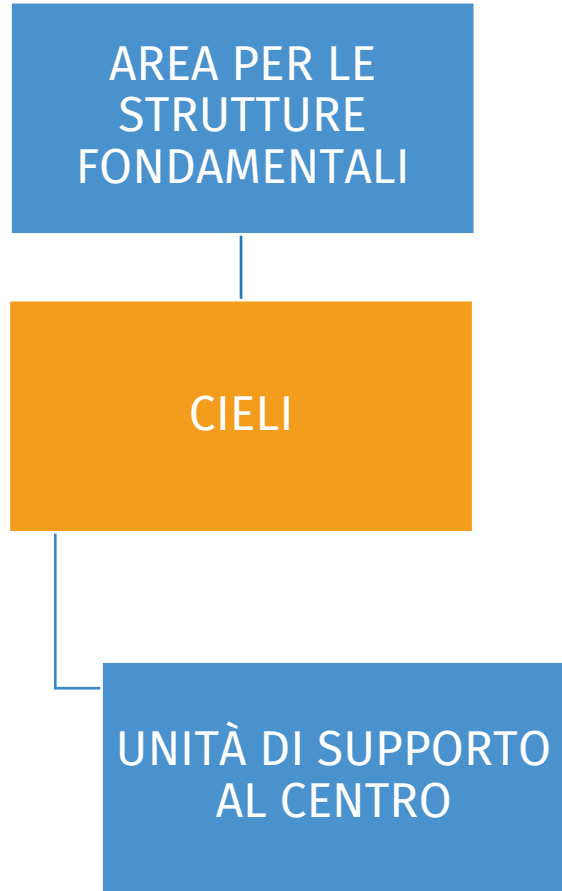 AREA PER LE
STRUTTURE
FONDAMENTALI
CIELI
UNITÀ DI SUPPORTO
AL CENTRO